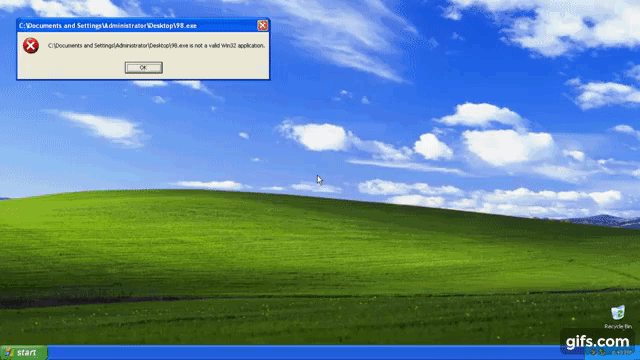 C:\Documents and Settings\Administrator\Desktop\98.exe
C:\Documents and Settings\Administrator\Desktop\98.exe is not a valid Win32 application.
OK
Recycle Bin
start
gifs.com